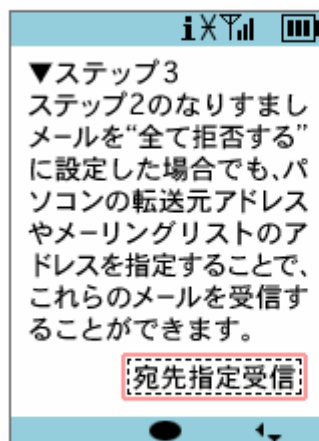 ▼ステップ3
ステップ2のなりすまし
メールを“全て拒否する”
に設定した場合でも、パ
ソコンの転送元アドレス
やメーリングリストのア
ドレスを指定することで、
これらのメールを受信す
ることができます。
宛先指定受信